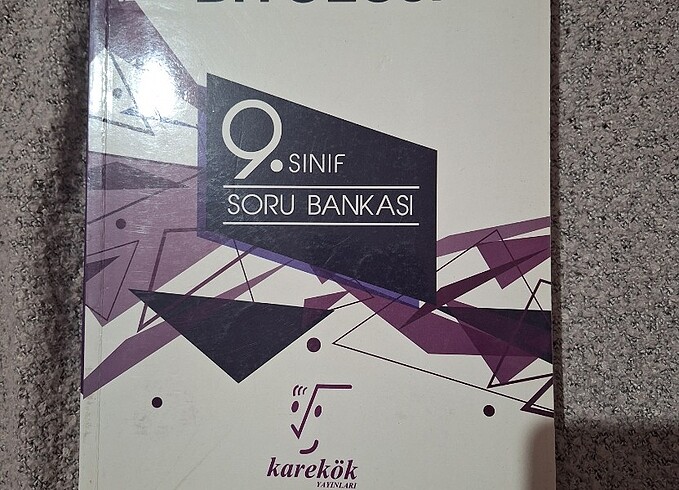 9. SINIF
SORU BANKASI
karekök
YAYINLARI